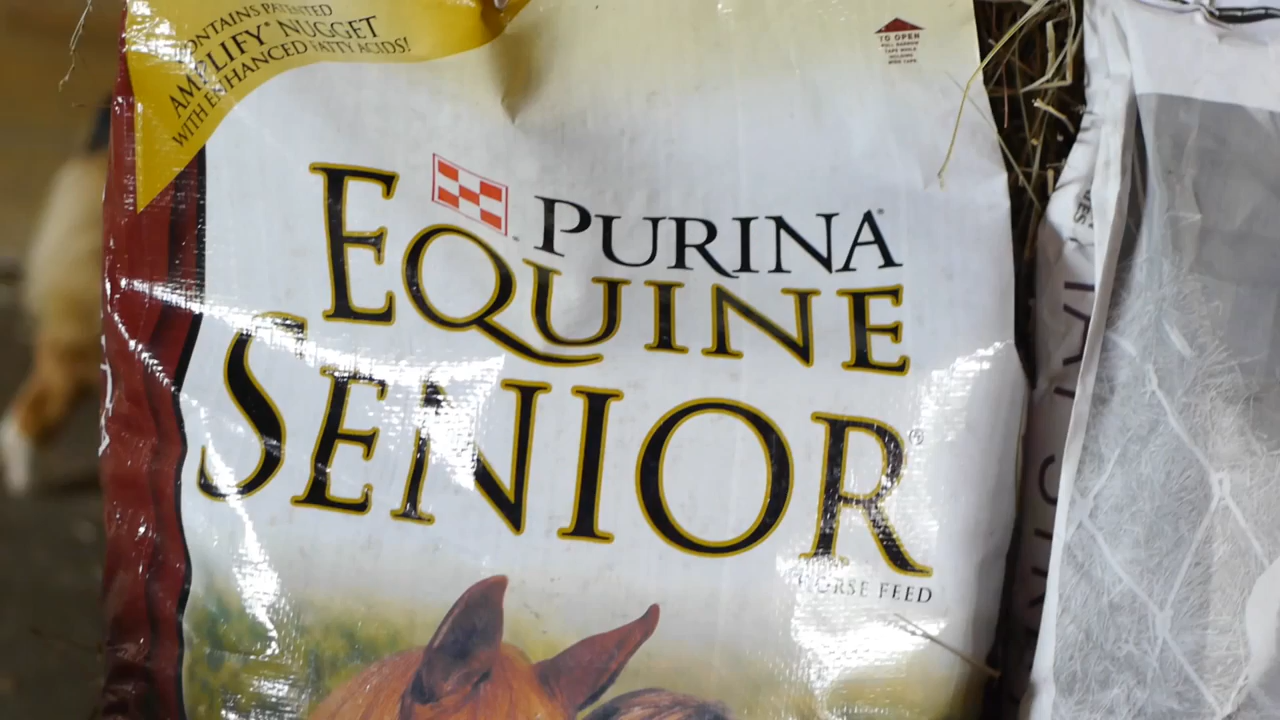 CONTAINS PATENTED
AMPLIFY® NUGGET
WITH ENHANCED FATTY ACIDS!
TO OPEN
PURINA®
EQUINE
SENIOR®
HORSE FEED